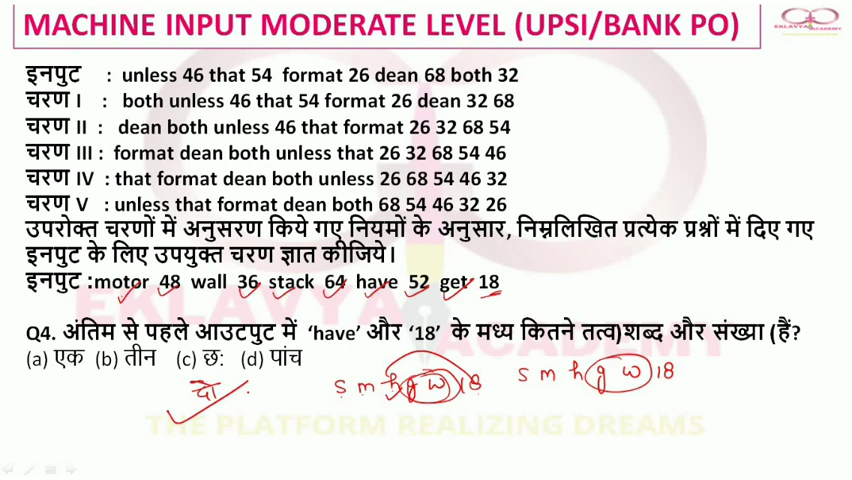 MACHINE INPUT MODERATE LEVEL (UPSI/BANK PO)
EKLAVYA ACADEMY
इनपुट : unless 46 that 54 format 26 dean 68 both 32
चरण I : both unless 46 that 54 format 26 dean 32 68
चरण II : dean both unless 46 that format 26 32 68 54
चरण III : format dean both unless that 26 32 68 54 46
चरण IV : that format dean both unless 26 68 54 46 32
चरण V : unless that format dean both 68 54 46 32 26
उपरोक्त चरणों में अनुसरण किये गए नियमों के अनुसार, निम्नलिखित प्रत्येक प्रश्नों में दिए गए
इनपुट के लिए उपयुक्त चरण ज्ञात कीजिये।
इनपुट :motor 48 wall 36 stack 64 have 52 get 18
EKLAVYA ACADEMY
Q4. अंतिम से पहले आउटपुट में ‘have’ और ‘18’ के मध्य कितने तत्व)शब्द और संख्या (हैं?
(a) एक (b) तीन (c) छ: (d) पांच
दो s m h g w 18 s m h g w 18
THE PLATFORM REALIZING DREAMS